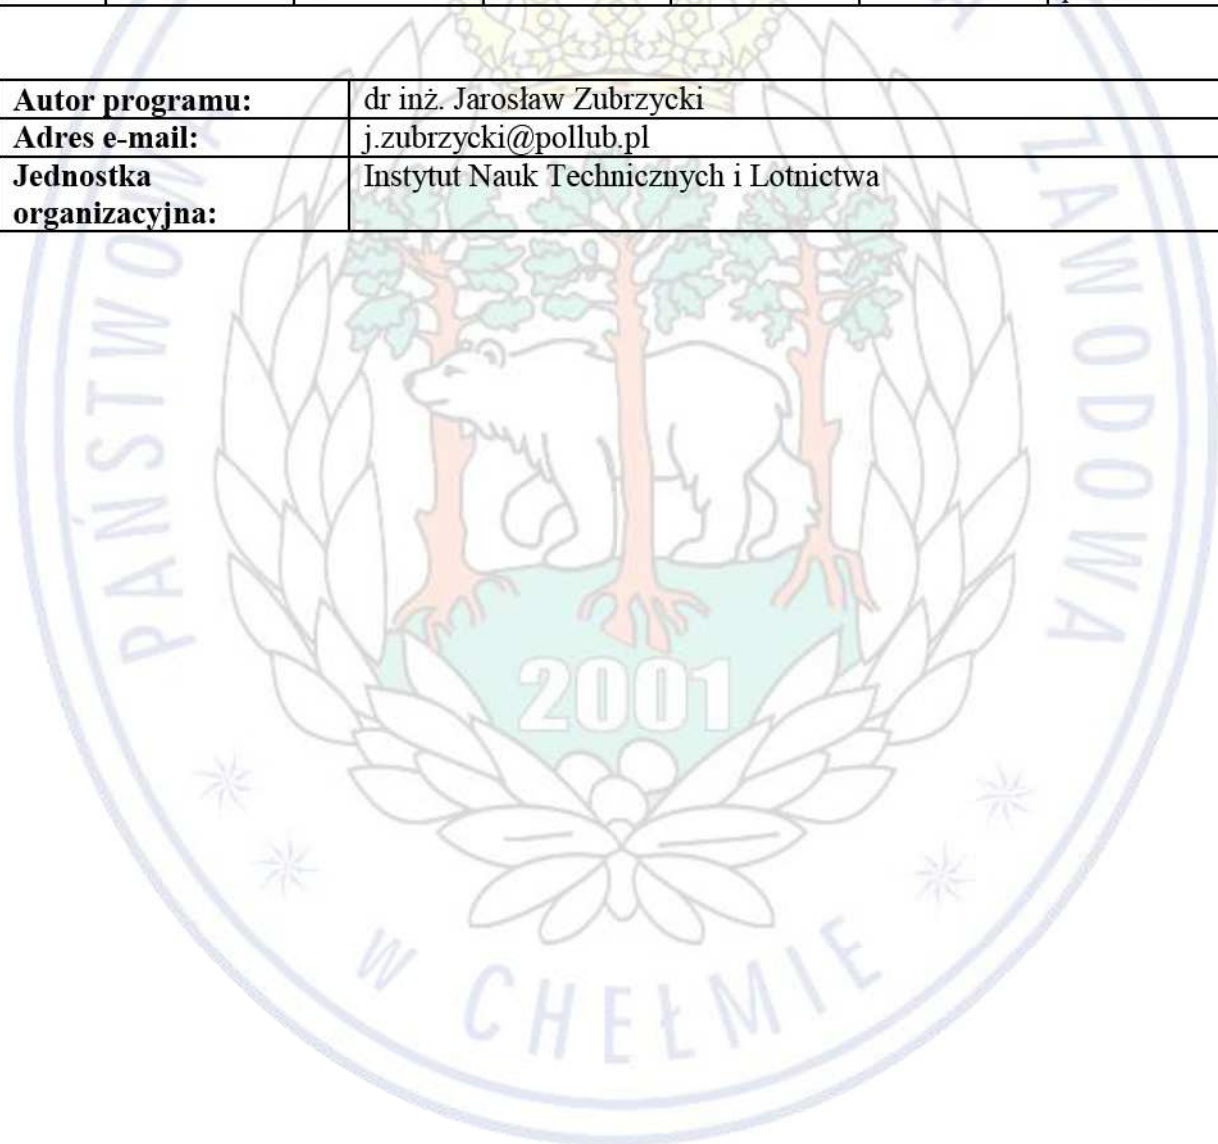 Autor programu: dr inż. Jarosław Zubrzycki
Adres e-mail: j.zubrzycki@pollub.pl
Jednostka organizacyjna: Instytut Nauk Technicznych i Lotnictwa
PAŃSTWOWA
ZAWODOWA
2001
W CHEŁMIE